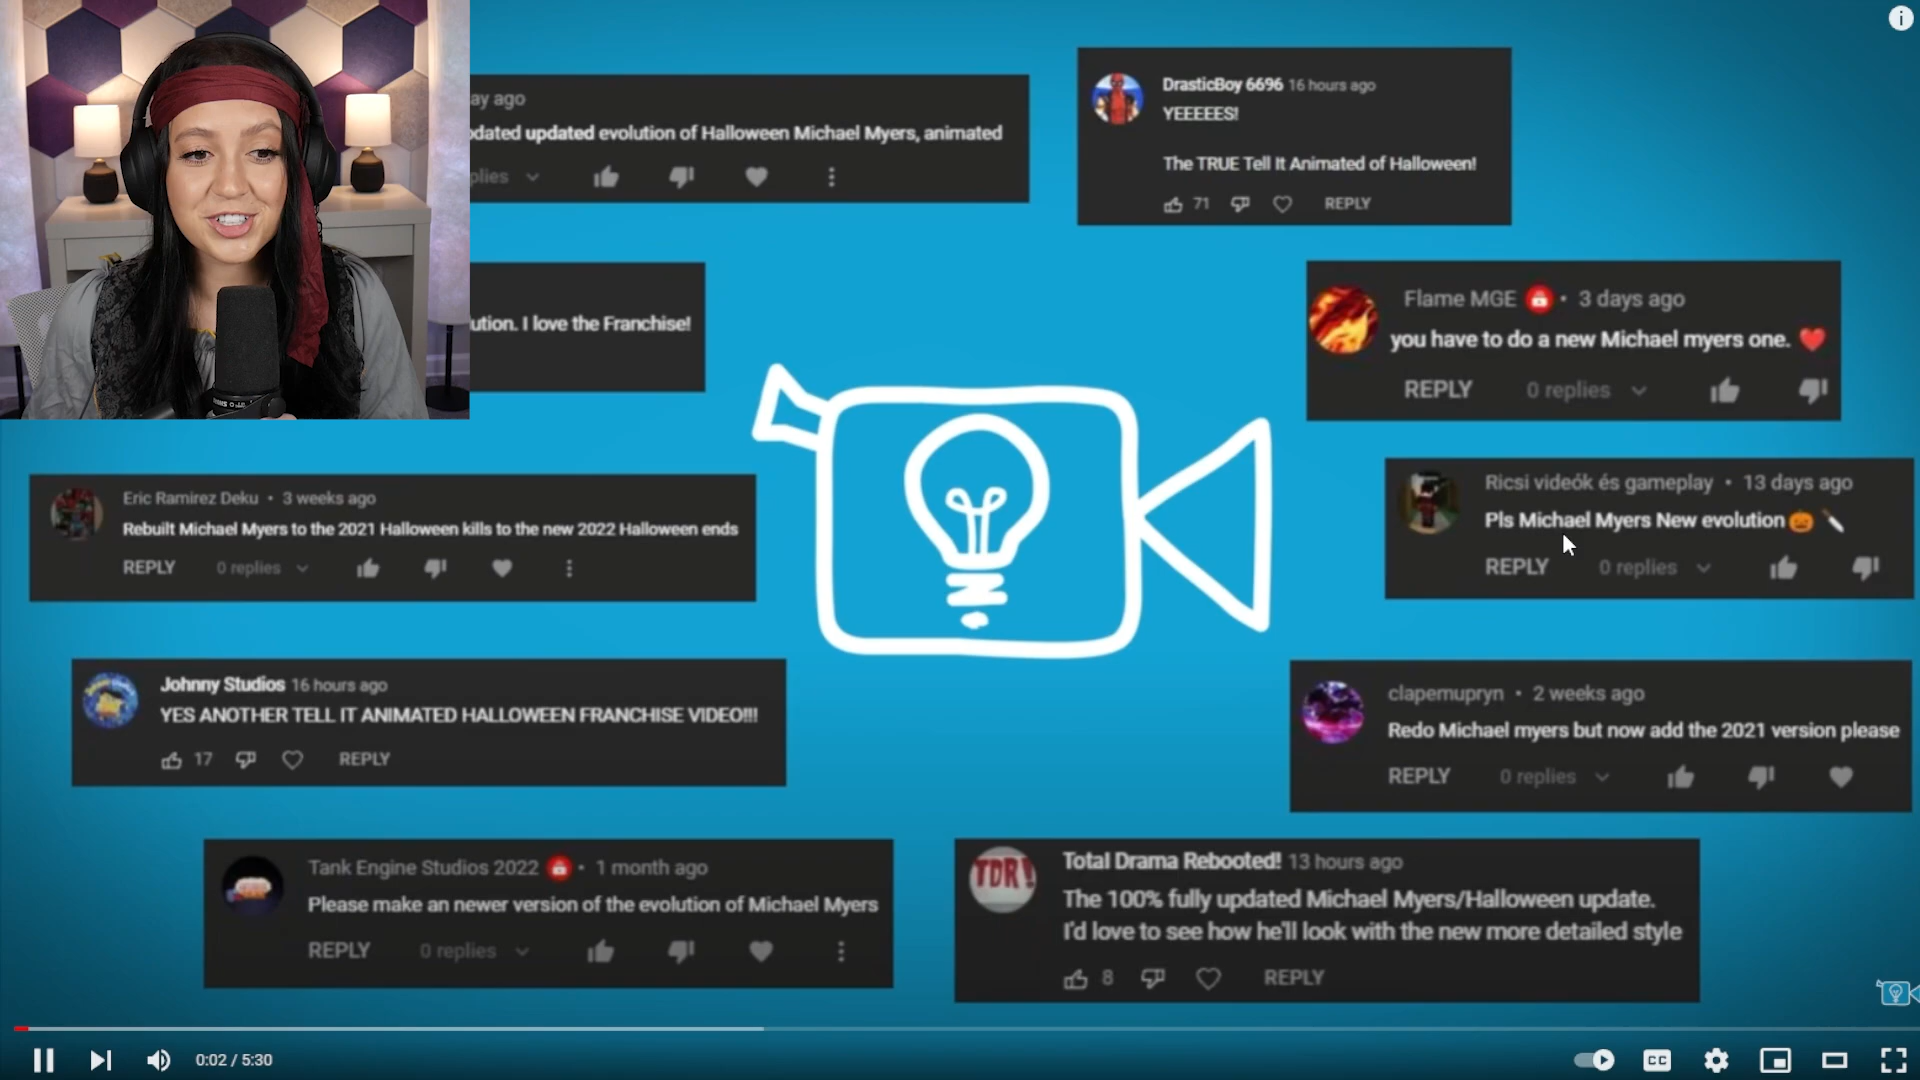 ay ago
dated updated evolution of Halloween Michael Myers, animated
plies
DrasticBoy 6696 16 hours ago
YEEEEES!
The TRUE Tell It Animated of Halloween!
71 REPLY
ution. I love the Franchise!
Flame MGE • 3 days ago
you have to do a new Michael myers one. ❤️
REPLY 0 replies
Eric Ramirez Deku • 3 weeks ago
Rebuilt Michael Myers to the 2021 Halloween kills to the new 2022 Halloween ends
REPLY 0 replies
Ricsi videók és gameplay • 13 days ago
Pls Michael Myers New evolution 🎃 🔪
REPLY 0 replies
Johnny Studios 16 hours ago
YES ANOTHER TELL IT ANIMATED HALLOWEEN FRANCHISE VIDEO!!!
17 REPLY
clapemupryn • 2 weeks ago
Redo Michael myers but now add the 2021 version please
REPLY 0 replies
Tank Engine Studios 2022 • 1 month ago
Please make an newer version of the evolution of Michael Myers
REPLY 0 replies
TDR!
Total Drama Rebooted! 13 hours ago
The 100% fully updated Michael Myers/Halloween update.
I'd love to see how he'll look with the new more detailed style
8 REPLY
0:02 / 5:30
CC